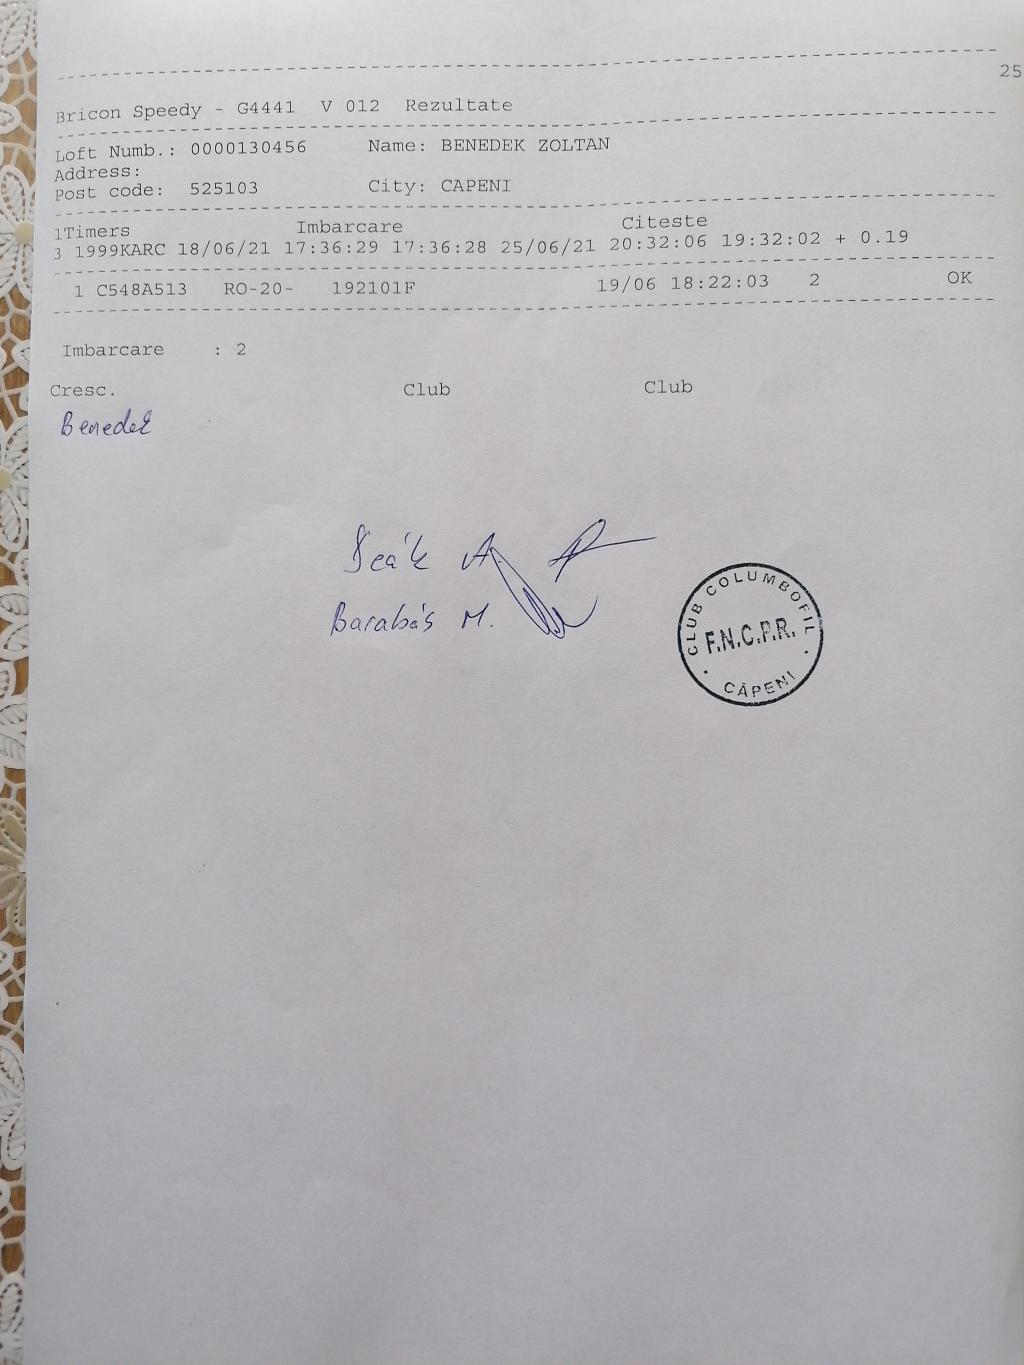 25
Bricon Speedy - G4441 V 012 Rezultate
Loft Numb.: 0000130456 Name: BENEDEK ZOLTAN
Address:
Post code: 525103 City: CAPENI
1Timers Imbarcare Citeste
3 1999KARC 18/06/21 17:36:29 17:36:28 25/06/21 20:32:06 19:32:02 + 0.19
1 C548A513 RO-20- 192101F 19/06 18:22:03 2 OK
Imbarcare : 2
Cresc. Club Club
Benedek
A.
Barabás M.
CLUB COLUMBOFIL
F.N.C.P.R.
CĂPENI